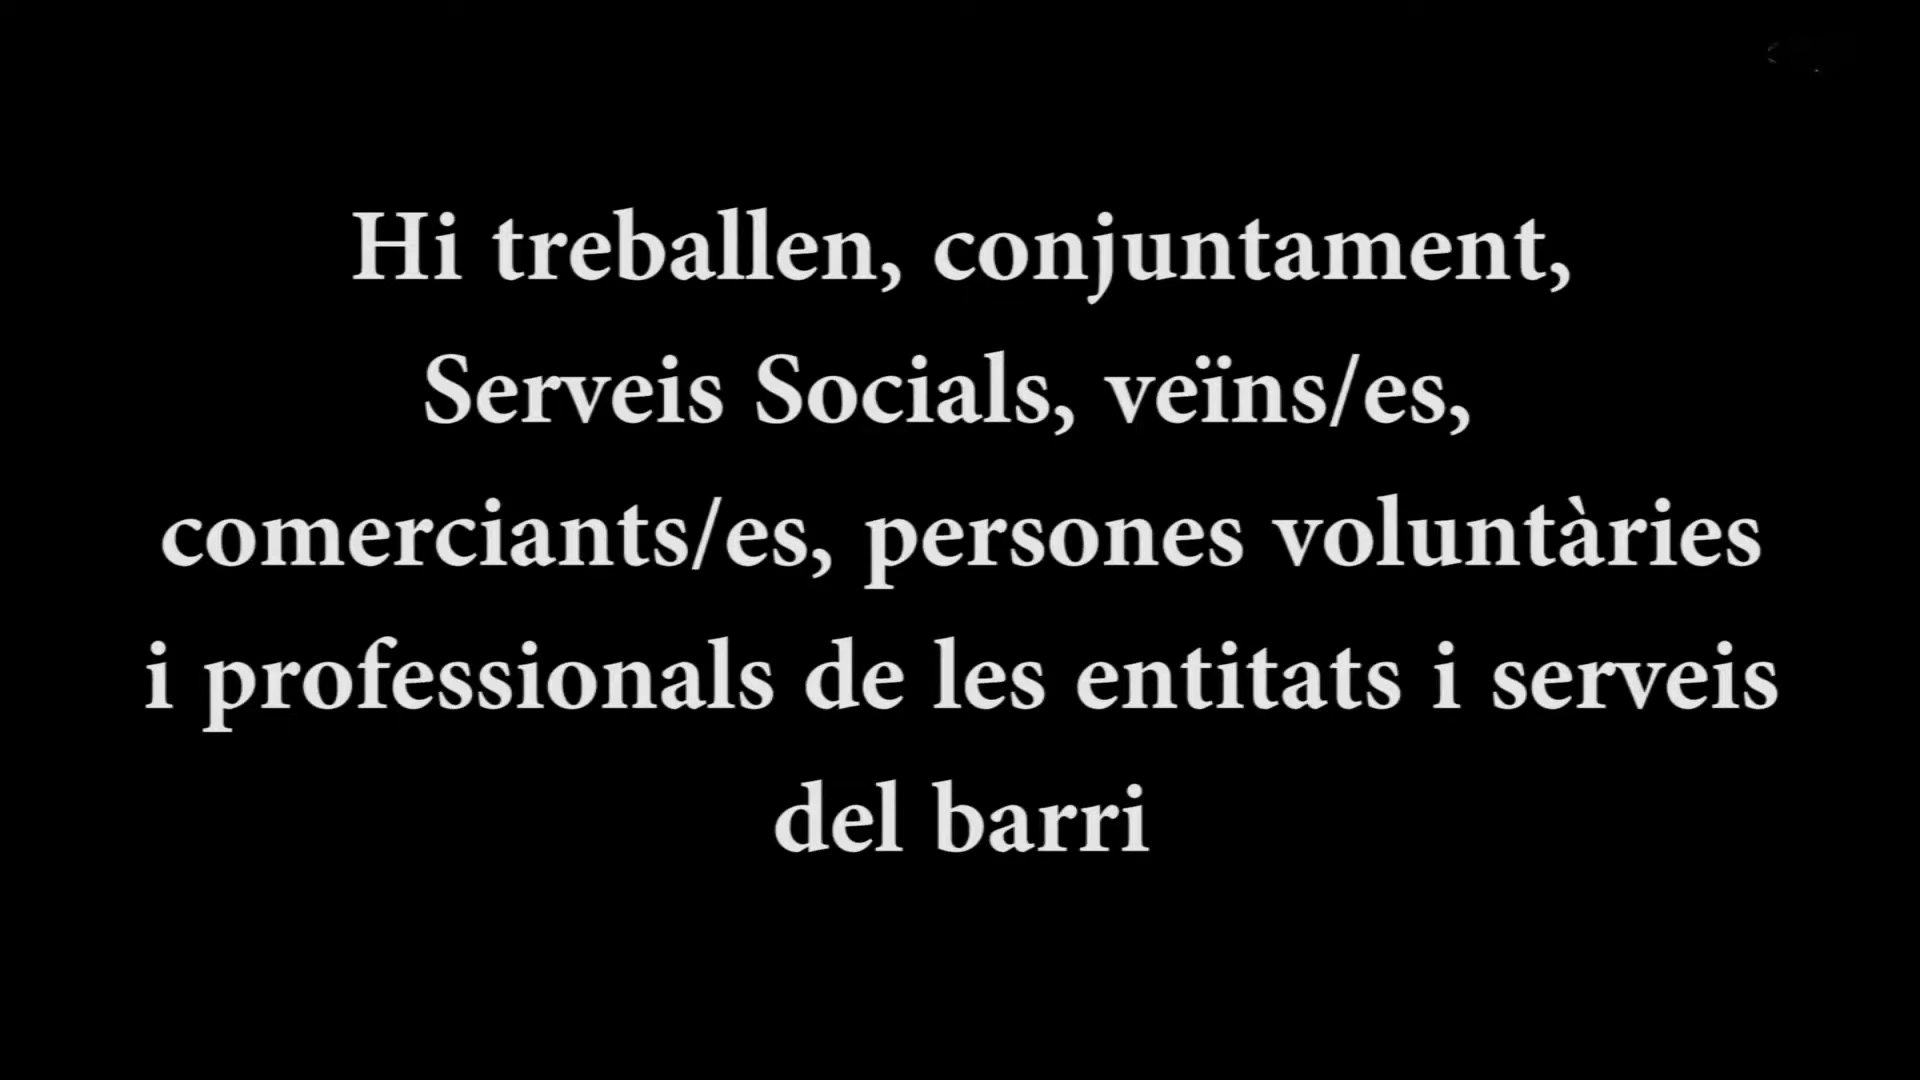 Hi treballen, conjuntament,
Serveis Socials, veïns/es,
comerciants/es, persones voluntàries
i professionals de les entitats i serveis
del barri